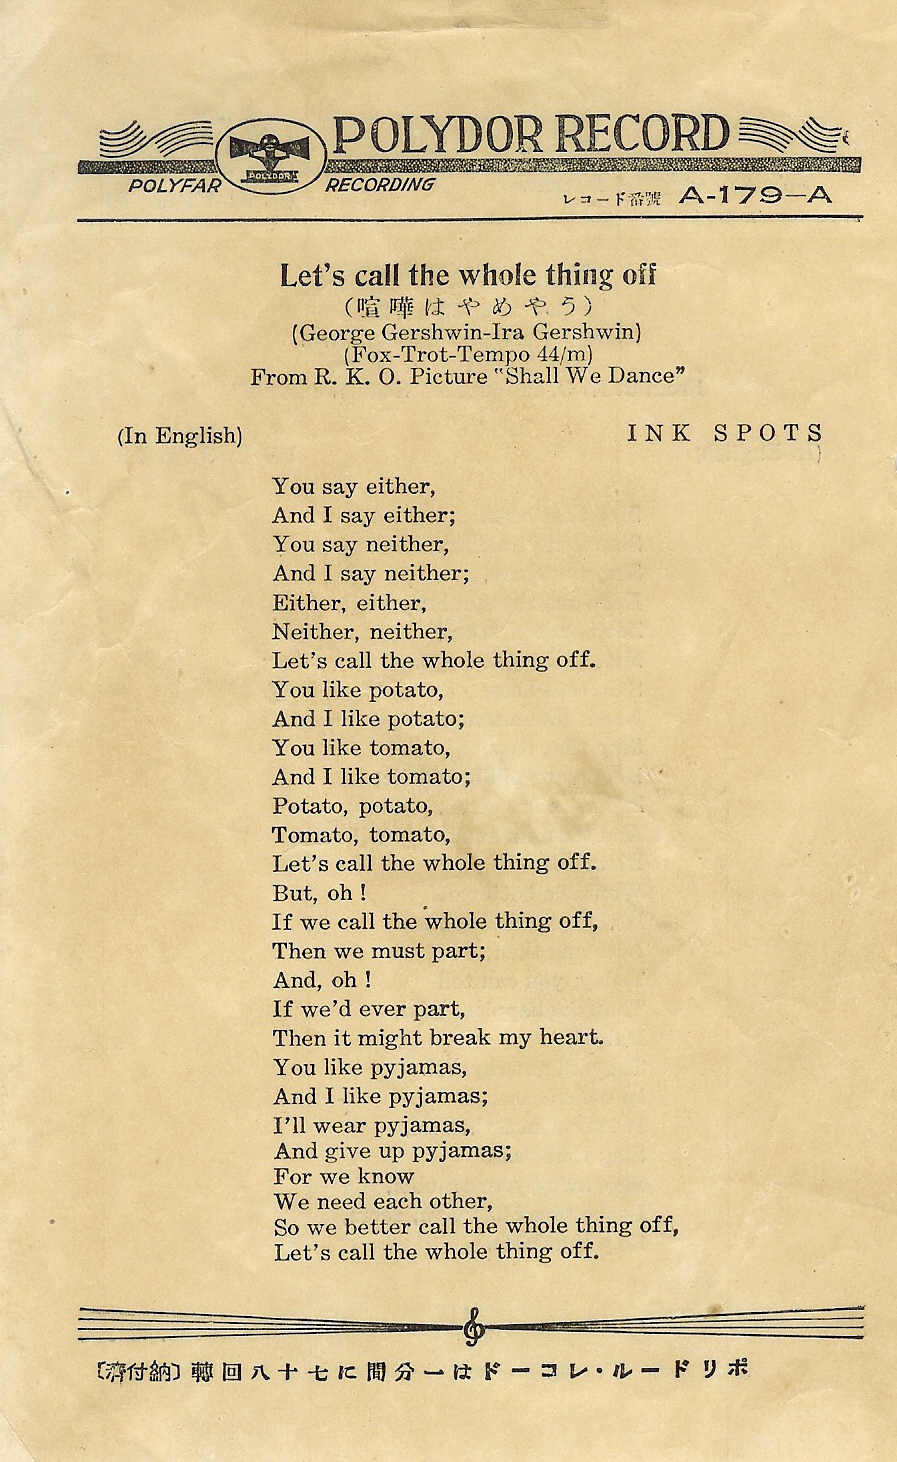 POLYDOR RECORD
POLYDOR
POLYFAR RECORDING
レコード番號 A-179-A
Let's call the whole thing off
(喧嘩はやめやう)
(George Gershwin-Ira Gershwin)
(Fox-Trot-Tempo 44/m)
From R. K. O. Picture "Shall We Dance"
(In English) INK SPOTS
You say either,
And I say either;
You say neither,
And I say neither;
Either, either,
Neither, neither,
Let's call the whole thing off.
You like potato,
And I like potato;
You like tomato,
And I like tomato;
Potato, potato,
Tomato, tomato,
Let's call the whole thing off.
But, oh !
If we call the whole thing off,
Then we must part;
And, oh !
If we'd ever part,
Then it might break my heart.
You like pyjamas,
And I like pyjamas;
I'll wear pyjamas,
And give up pyjamas;
For we know
We need each other,
So we better call the whole thing off,
Let's call the whole thing off.
ポリドール・レコードは一分間に七十八回轉〔納付濟〕